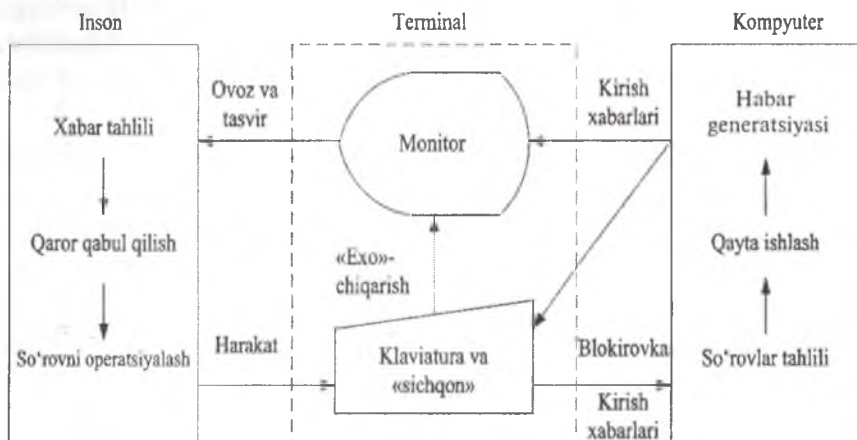 Inson
Terminal
Kompyuter
Ovoz va
tasvir
Kirish
xabarlari
Xabar tahlili
Monitor
Habar
generatsiyasi
Qaror qabul qilish
«Exo»-
chiqarish
Qayta ishlash
So‘rovni operatsiyalash
Harakat
Klaviatura va
«sichqon»
Blokirovka
So‘rovlar tahlili
Kirish
xabarlari